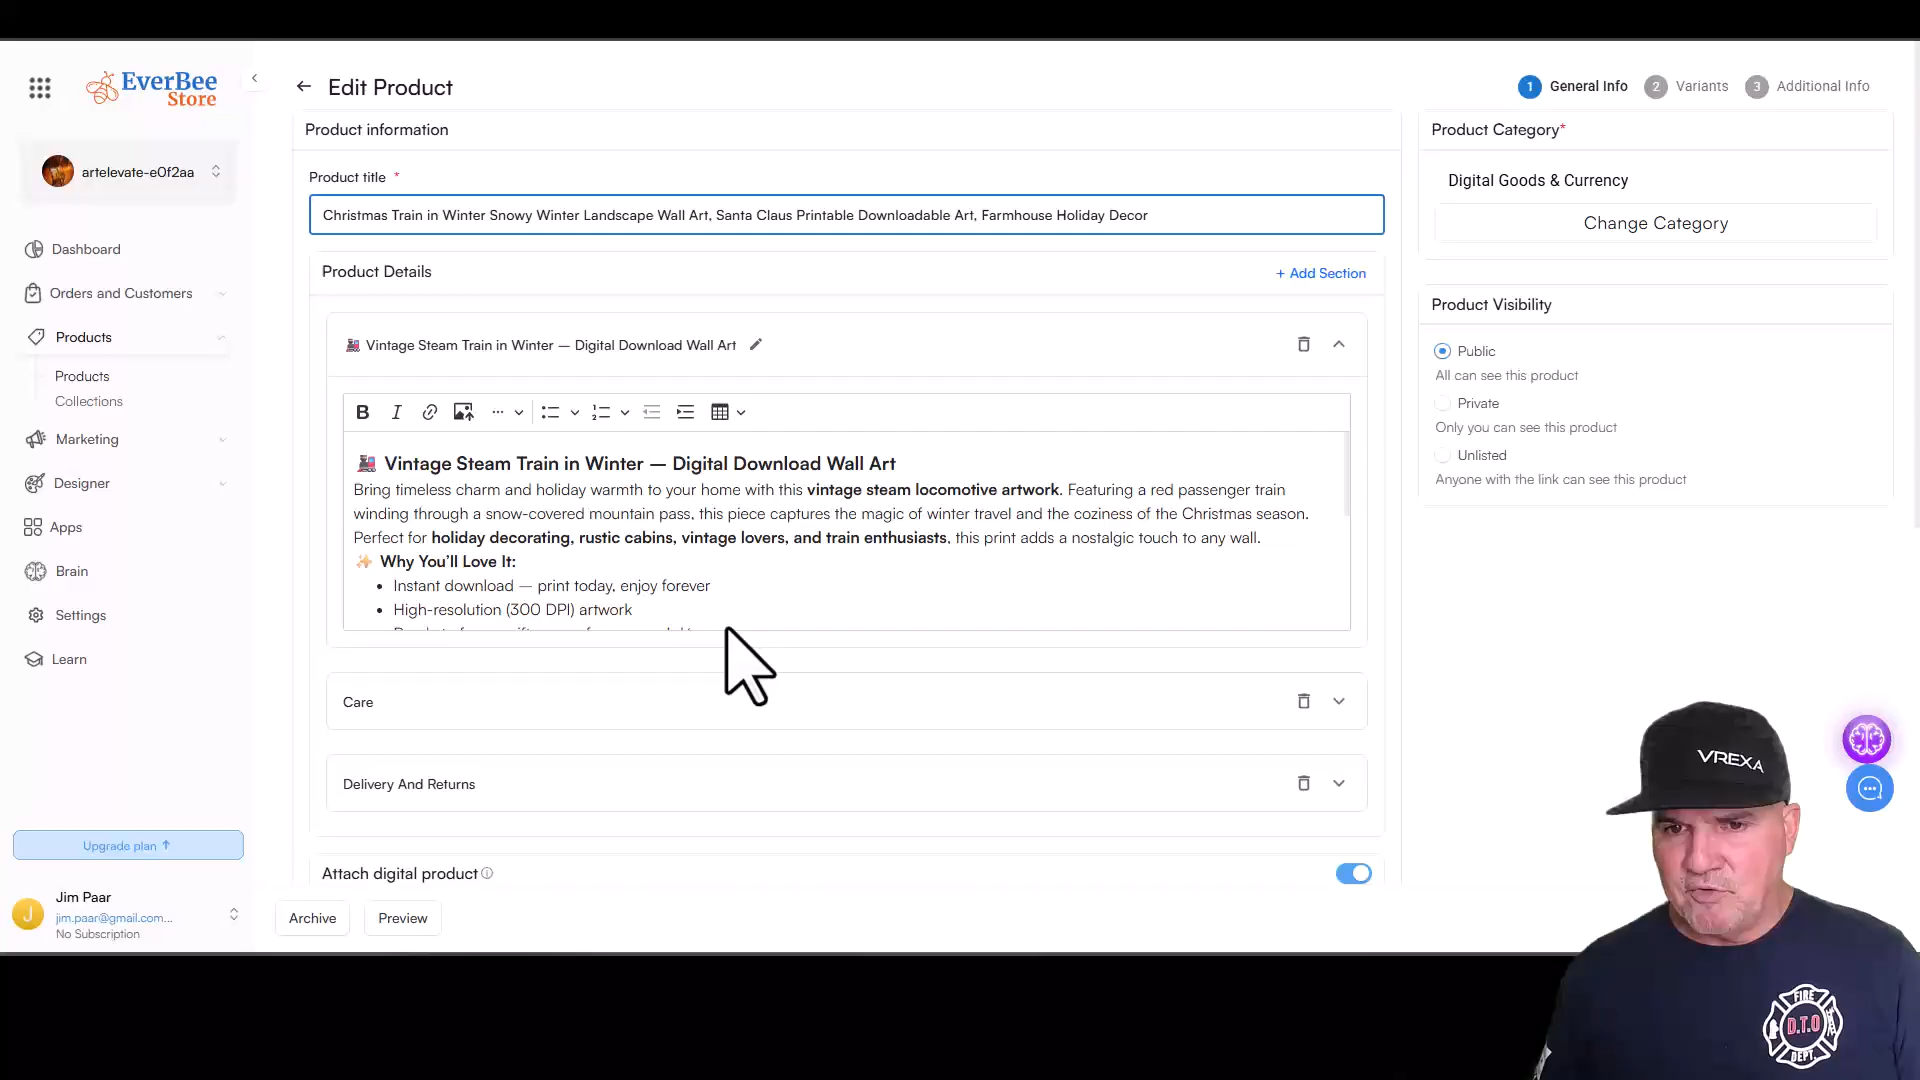 EverBee
Store
artelevate-e0f2aa
Dashboard
Orders and Customers
Products
Products
Collections
Marketing
Designer
Apps
Brain
Settings
Learn
Upgrade plan ↑
J
Jim Paar
jim.paar@gmail.com...
No Subscription
← Edit Product
1 General Info 2 Variants 3 Additional Info
Product information
Product title *
Christmas Train in Winter Snowy Winter Landscape Wall Art, Santa Claus Printable Downloadable Art, Farmhouse Holiday Decor
Product Details
+ Add Section
🚂 Vintage Steam Train in Winter – Digital Download Wall Art
B I
🚂 Vintage Steam Train in Winter – Digital Download Wall Art
Bring timeless charm and holiday warmth to your home with this vintage steam locomotive artwork. Featuring a red passenger train
winding through a snow-covered mountain pass, this piece captures the magic of winter travel and the coziness of the Christmas season.
Perfect for holiday decorating, rustic cabins, vintage lovers, and train enthusiasts, this print adds a nostalgic touch to any wall.
✨ Why You’ll Love It:
• Instant download – print today, enjoy forever
• High-resolution (300 DPI) artwork
Care
Delivery And Returns
Attach digital product
Archive
Preview
Product Category*
Digital Goods & Currency
Change Category
Product Visibility
Public
All can see this product
Private
Only you can see this product
Unlisted
Anyone with the link can see this product
VREXA
FIRE
D.T.O
DEPT.